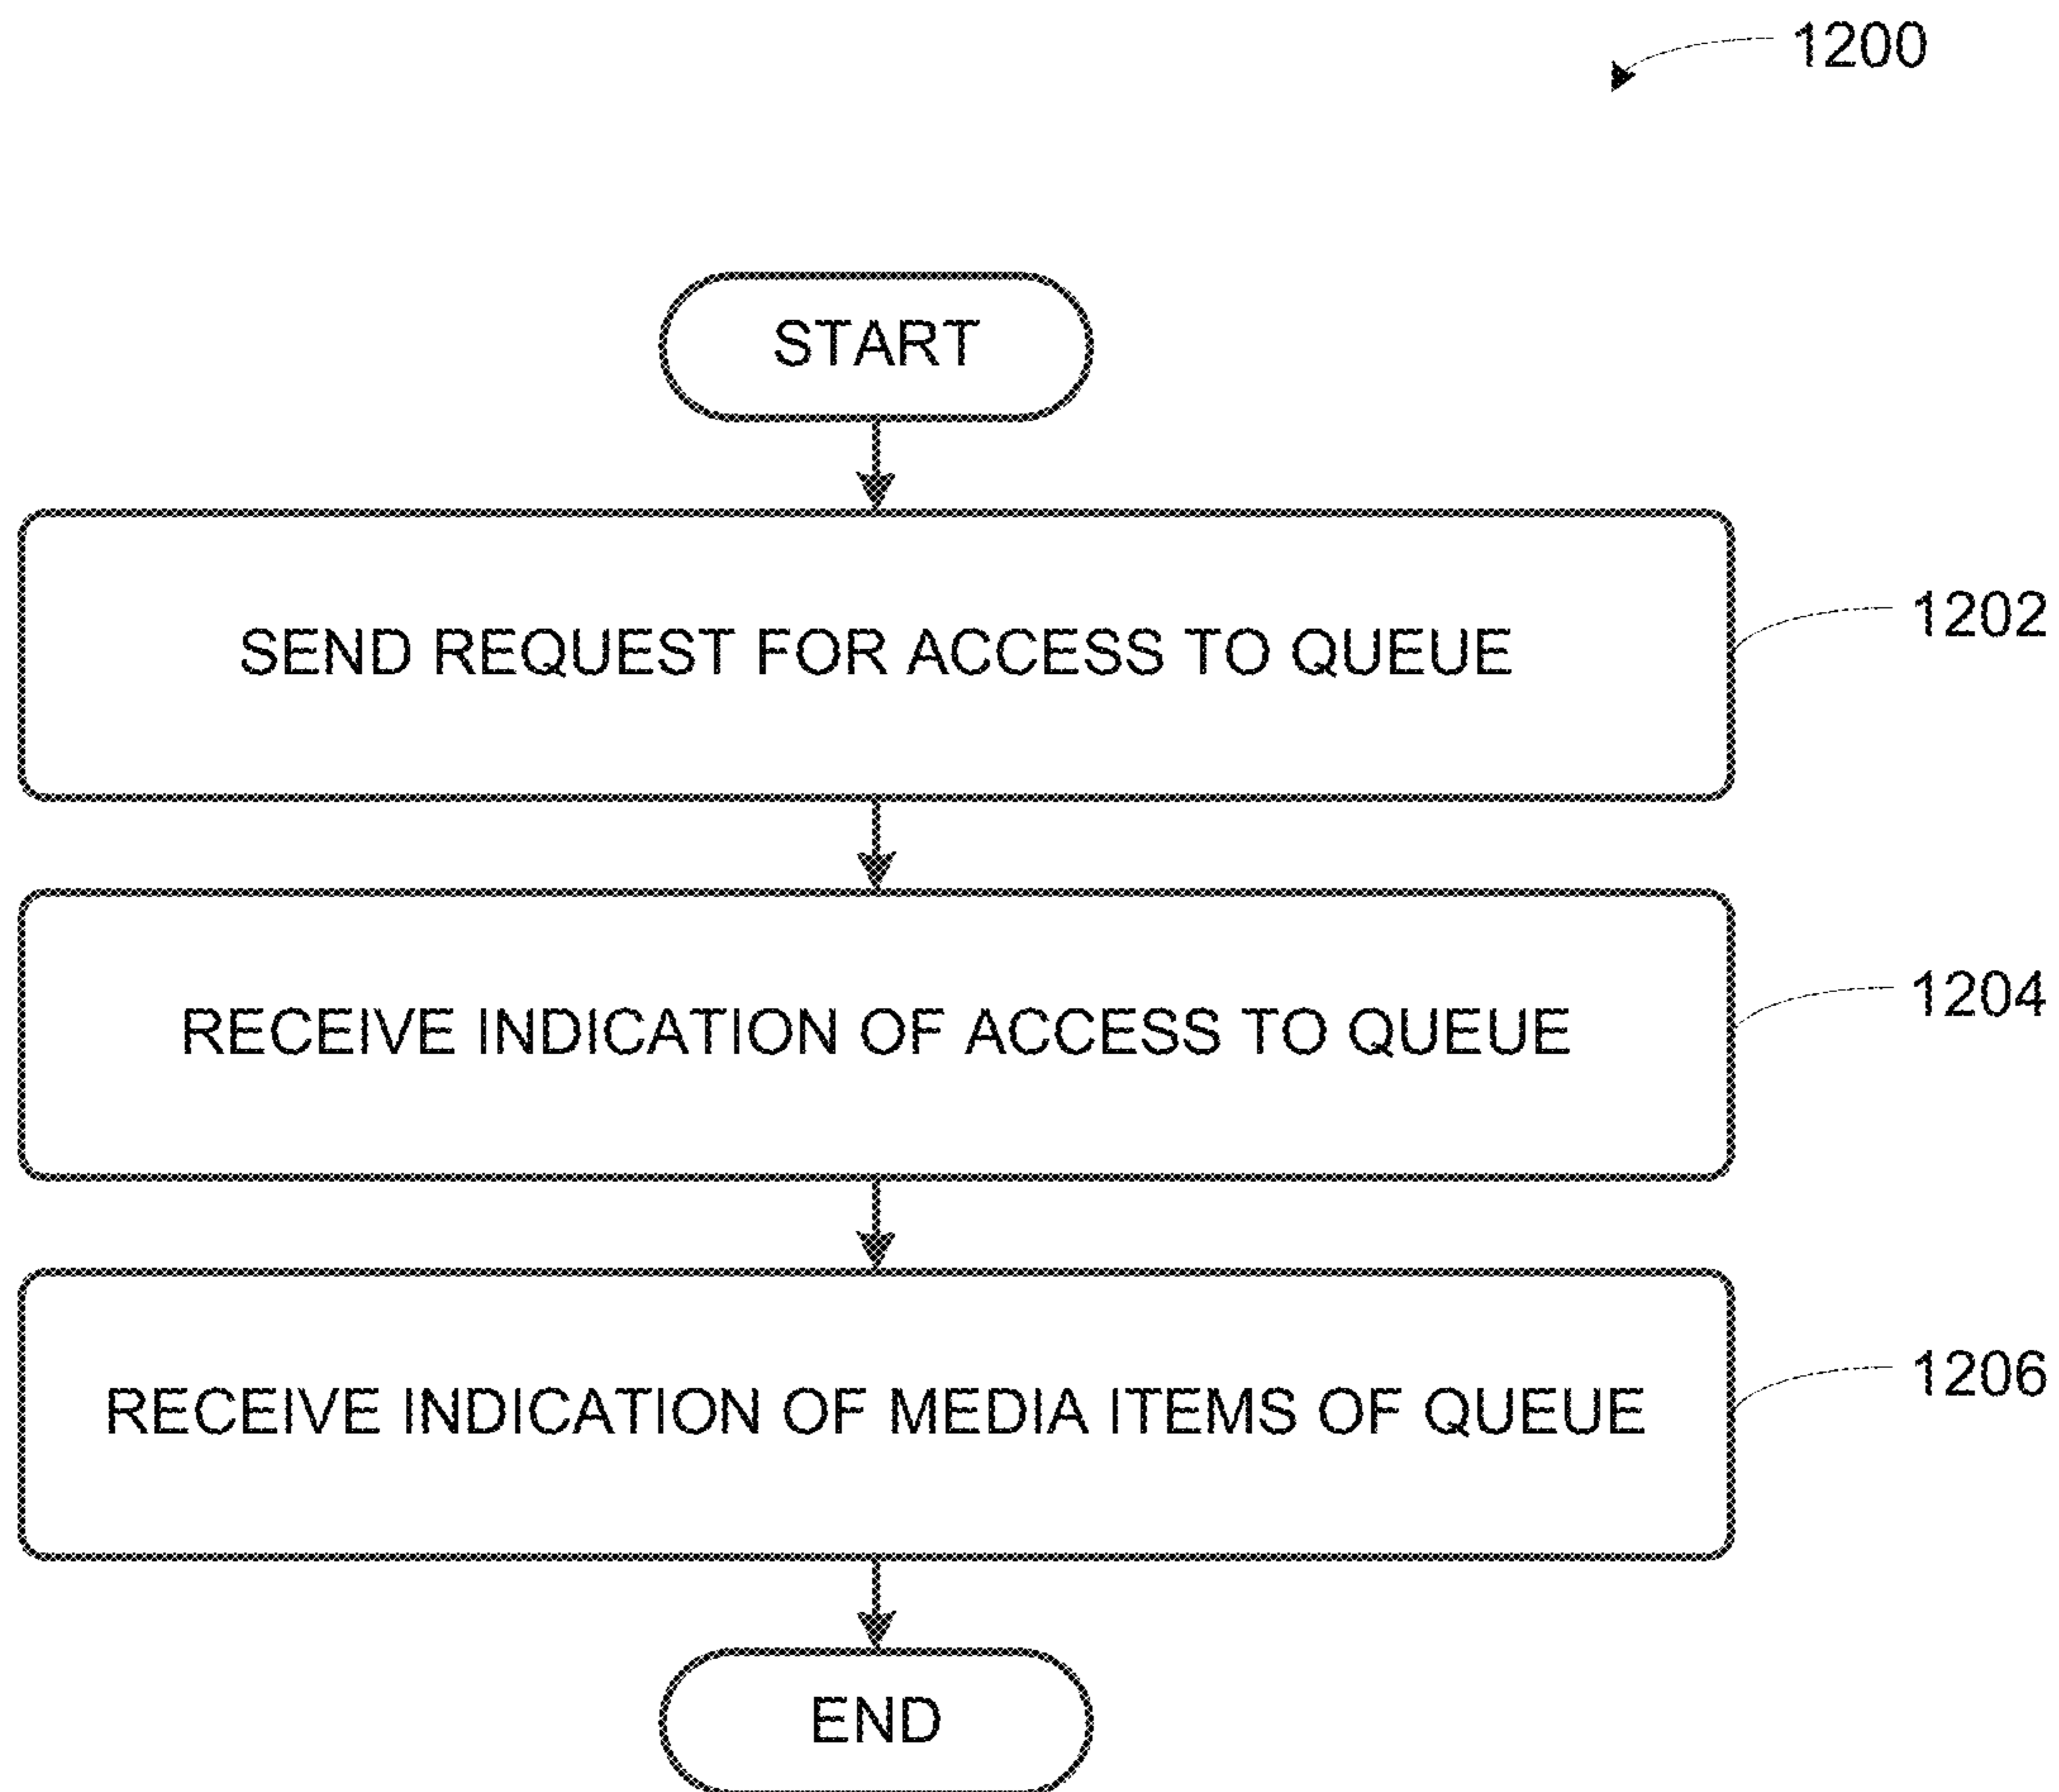 1200
START
SEND REQUEST FOR ACCESS TO QUEUE
1202
RECEIVE INDICATION OF ACCESS TO QUEUE
1204
RECEIVE INDICATION OF MEDIA ITEMS OF QUEUE
1206
END